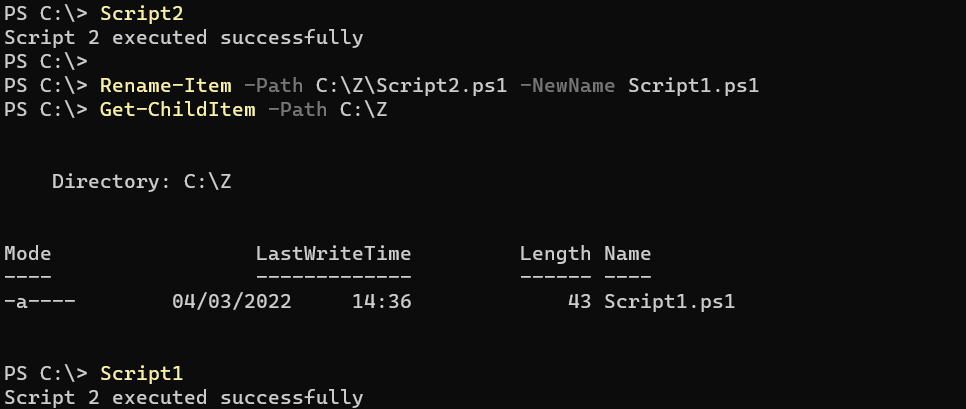 PS C:\> Script2
Script 2 executed successfully
PS C:\>
PS C:\> Rename-Item -Path C:\Z\Script2.ps1 -NewName Script1.ps1
PS C:\> Get-ChildItem -Path C:\Z
Directory: C:\Z
Mode LastWriteTime Length Name
---- ------------- ------ ----
-a---- 04/03/2022 14:36 43 Script1.ps1
PS C:\> Script1
Script 2 executed successfully